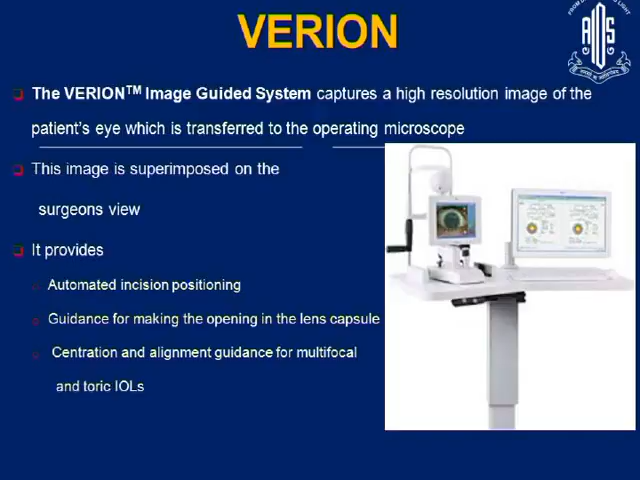 VERION
The VERION™ Image Guided System captures a high resolution image of the
patient's eye which is transferred to the operating microscope
This image is superimposed on the
surgeons view
It provides
Automated incision positioning
Guidance for making the opening in the lens capsule
Centration and alignment guidance for multifocal
and toric IOLs